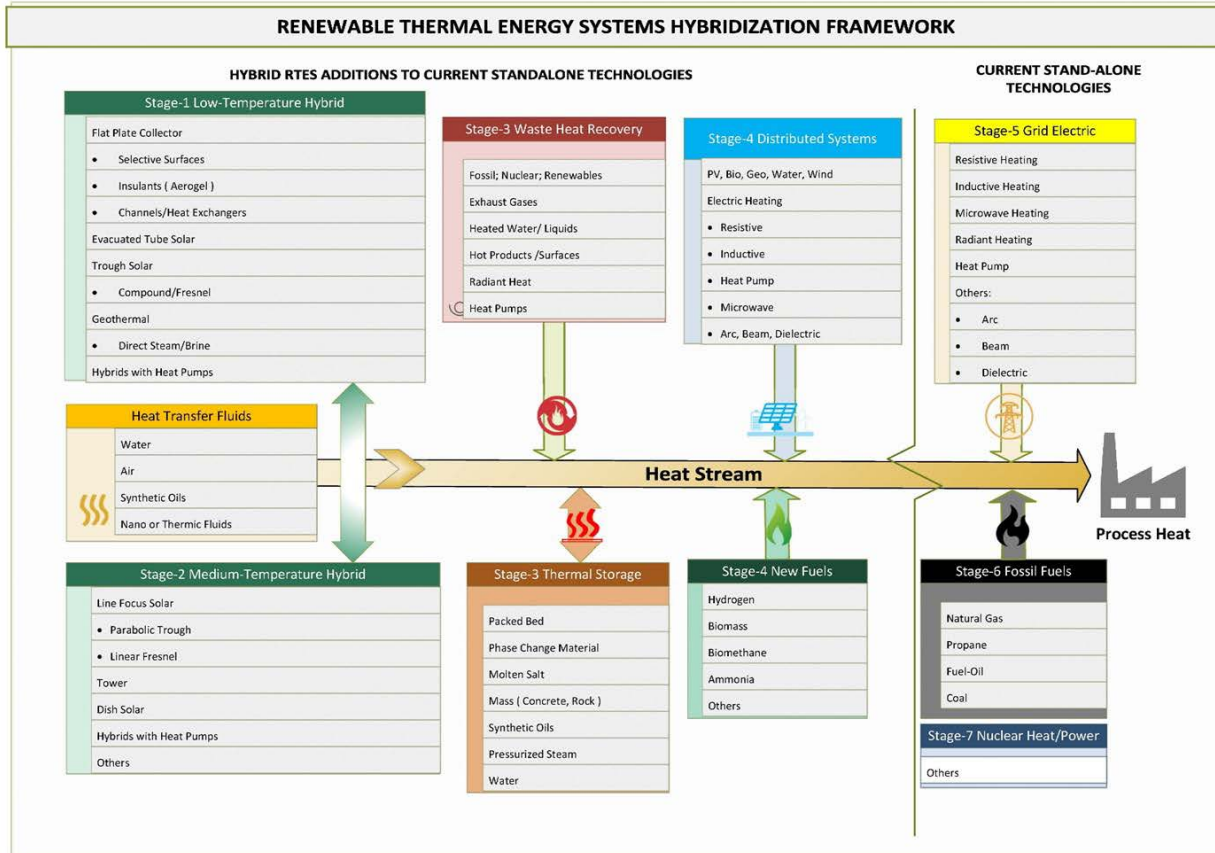 RENEWABLE THERMAL ENERGY SYSTEMS HYBRIDIZATION FRAMEWORK
HYBRID RTES ADDITIONS TO CURRENT STANDALONE TECHNOLOGIES
CURRENT STAND-ALONE
TECHNOLOGIES
Stage-1 Low-Temperature Hybrid
Flat Plate Collector
• Selective Surfaces
• Insulants ( Aerogel )
• Channels/Heat Exchangers
Evacuated Tube Solar
Trough Solar
• Compound/Fresnel
Geothermal
• Direct Steam/Brine
Hybrids with Heat Pumps
Stage-3 Waste Heat Recovery
Fossil; Nuclear; Renewables
Exhaust Gases
Heated Water/ Liquids
Hot Products /Surfaces
Radiant Heat
Heat Pumps
Stage-4 Distributed Systems
PV, Bio, Geo, Water, Wind
Electric Heating
• Resistive
• Inductive
• Heat Pump
• Microwave
• Arc, Beam, Dielectric
Stage-5 Grid Electric
Resistive Heating
Inductive Heating
Microwave Heating
Radiant Heating
Heat Pump
Others:
• Arc
• Beam
• Dielectric
Heat Transfer Fluids
Water
Air
Synthetic Oils
Nano or Thermic Fluids
Heat Stream
Process Heat
Stage-2 Medium-Temperature Hybrid
Line Focus Solar
• Parabolic Trough
• Linear Fresnel
Tower
Dish Solar
Hybrids with Heat Pumps
Others
Stage-3 Thermal Storage
Packed Bed
Phase Change Material
Molten Salt
Mass ( Concrete, Rock )
Synthetic Oils
Pressurized Steam
Water
Stage-4 New Fuels
Hydrogen
Biomass
Biomethane
Ammonia
Others
Stage-6 Fossil Fuels
Natural Gas
Propane
Fuel-Oil
Coal
Stage-7 Nuclear Heat/Power
Others